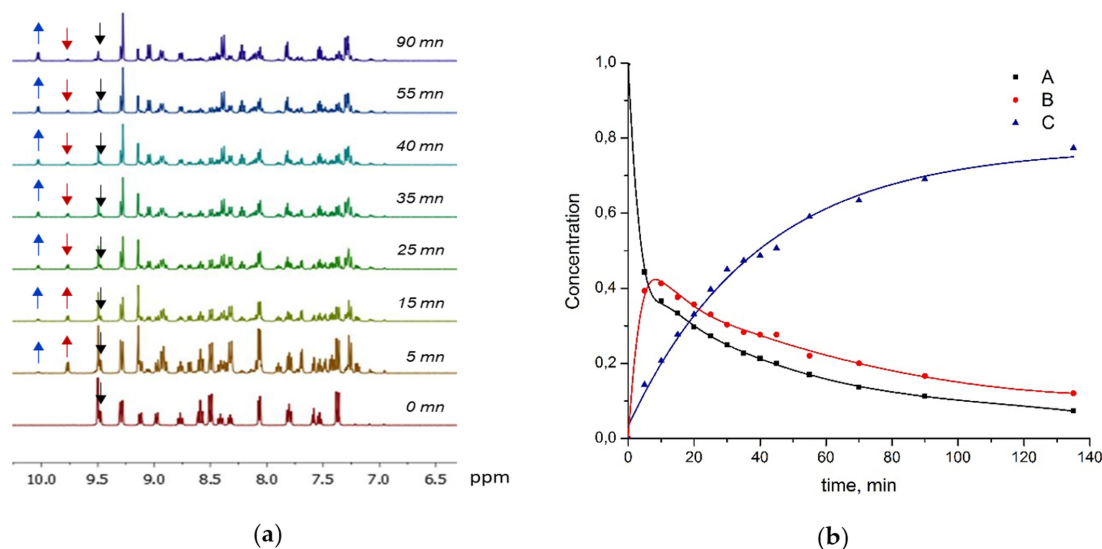 90 mn
55 mn
40 mn
35 mn
25 mn
15 mn
5 mn
0 mn
10.0 9.5 9.0 8.5 8.0 7.5 7.0 6.5 ppm
(a)
1,0
0,8
0,6
0,4
0,2
0,0
Concentration
A
B
C
0 20 40 60 80 100 120 140
time, min
(b)